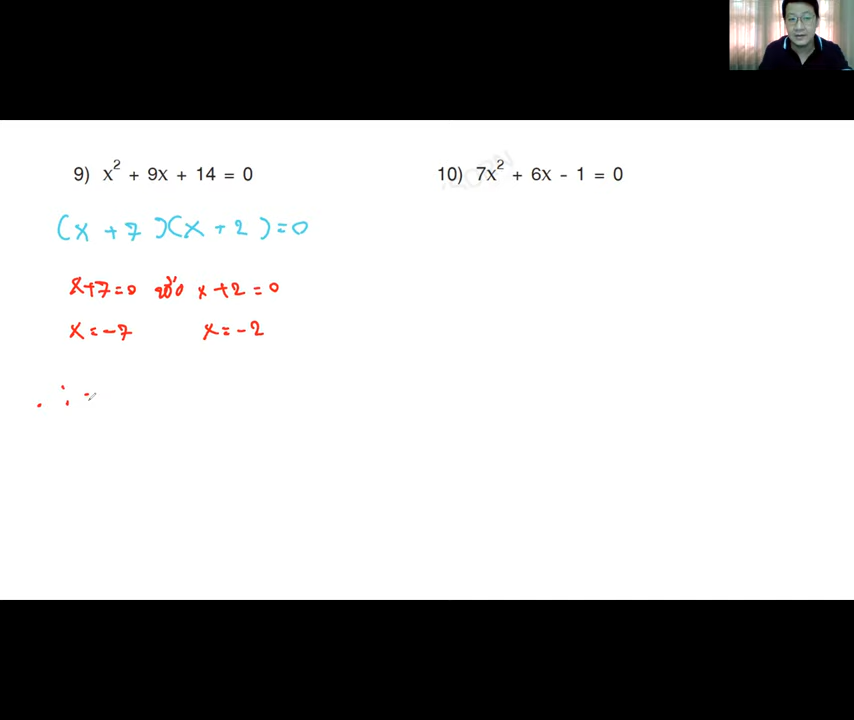 9) x² + 9x + 14 = 0
(x + 7)(x + 2) = 0
x+7=0 หรือ x+2=0
x = -7 x = -2
∴
10) 7x² + 6x - 1 = 0